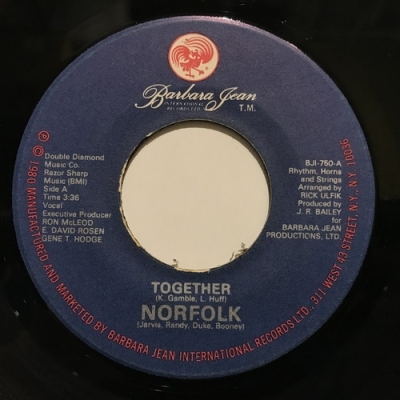 Barbara Jean
INTERNATIONAL
RECORDS LTD.
T.M.
Double Diamond
Music Co.
Razor Sharp
Music (BMI)
Side A
Time 3:36
Vocal
Executive Producer
RON McLEOD
E. DAVID ROSEN
GENE T. HODGE
BJI-750-A
Rhythm, Horns
and Strings
Arranged by
RICK ULFIK
Produced by
J. R. BAILEY
for
BARBARA JEAN
PRODUCTIONS, LTD.
TOGETHER
(K. Gamble, L. Huff)
NORFOLK
(Jarvis, Randy, Duke, Booney)
℗ 1980 MANUFACTURED AND MARKETED BY BARBARA JEAN INTERNATIONAL RECORDS LTD., 311 WEST 43 STREET, N.Y., N.Y. 10036